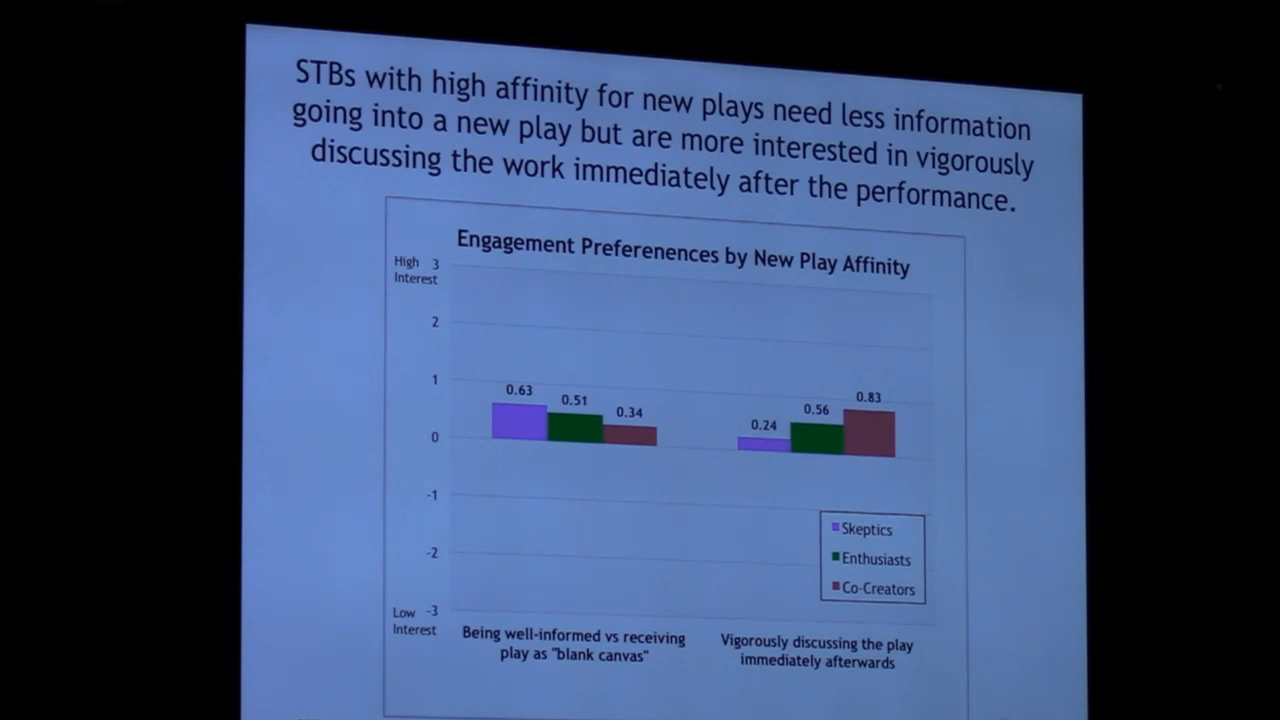 STBs with high affinity for new plays need less information
going into a new play but are more interested in vigorously
discussing the work immediately after the performance.
Engagement Preferenences by New Play Affinity
High 3
Interest
2
1
0
-1
-2
Low -3
Interest
0.63
0.51
0.34
0.24
0.56
0.83
Skeptics
Enthusiasts
Co-Creators
Being well-informed vs receiving
play as "blank canvas"
Vigorously discussing the play
immediately afterwards